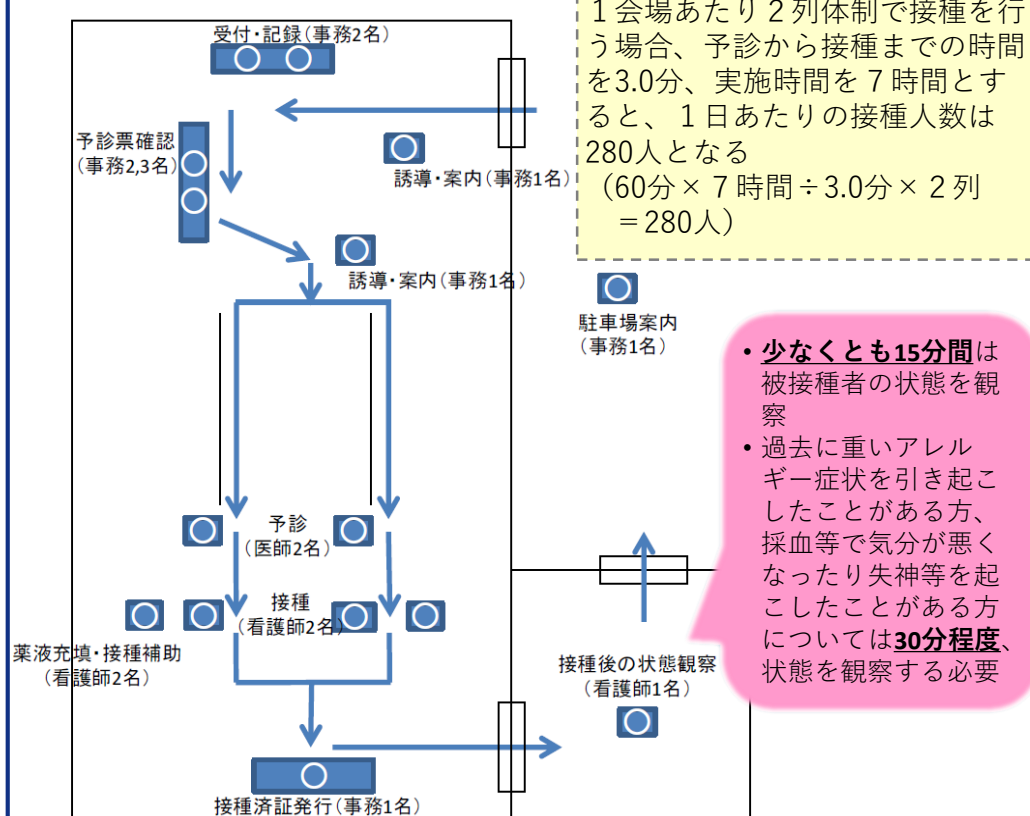 受付・記録(事務2名)
1会場あたり2列体制で接種を行
う場合、予診から接種までの時間
を3.0分、実施時間を7時間とす
ると、1日あたりの接種人数は
280人となる
(60分×7時間÷3.0分×2列
=280人)
予診票確認
(事務2,3名)
誘導・案内(事務1名)
誘導・案内(事務1名)
駐車場案内
(事務1名)
• 少なくとも15分間は
被接種者の状態を観
察
• 過去に重いアレル
ギー症状を引き起こ
したことがある方、
採血等で気分が悪く
なったり失神等を起
こしたことがある方
については30分程度、
状態を観察する必要
予診
(医師2名)
接種
(看護師2名)
薬液充填・接種補助
(看護師2名)
接種後の状態観察
(看護師1名)
接種済証発行(事務1名)